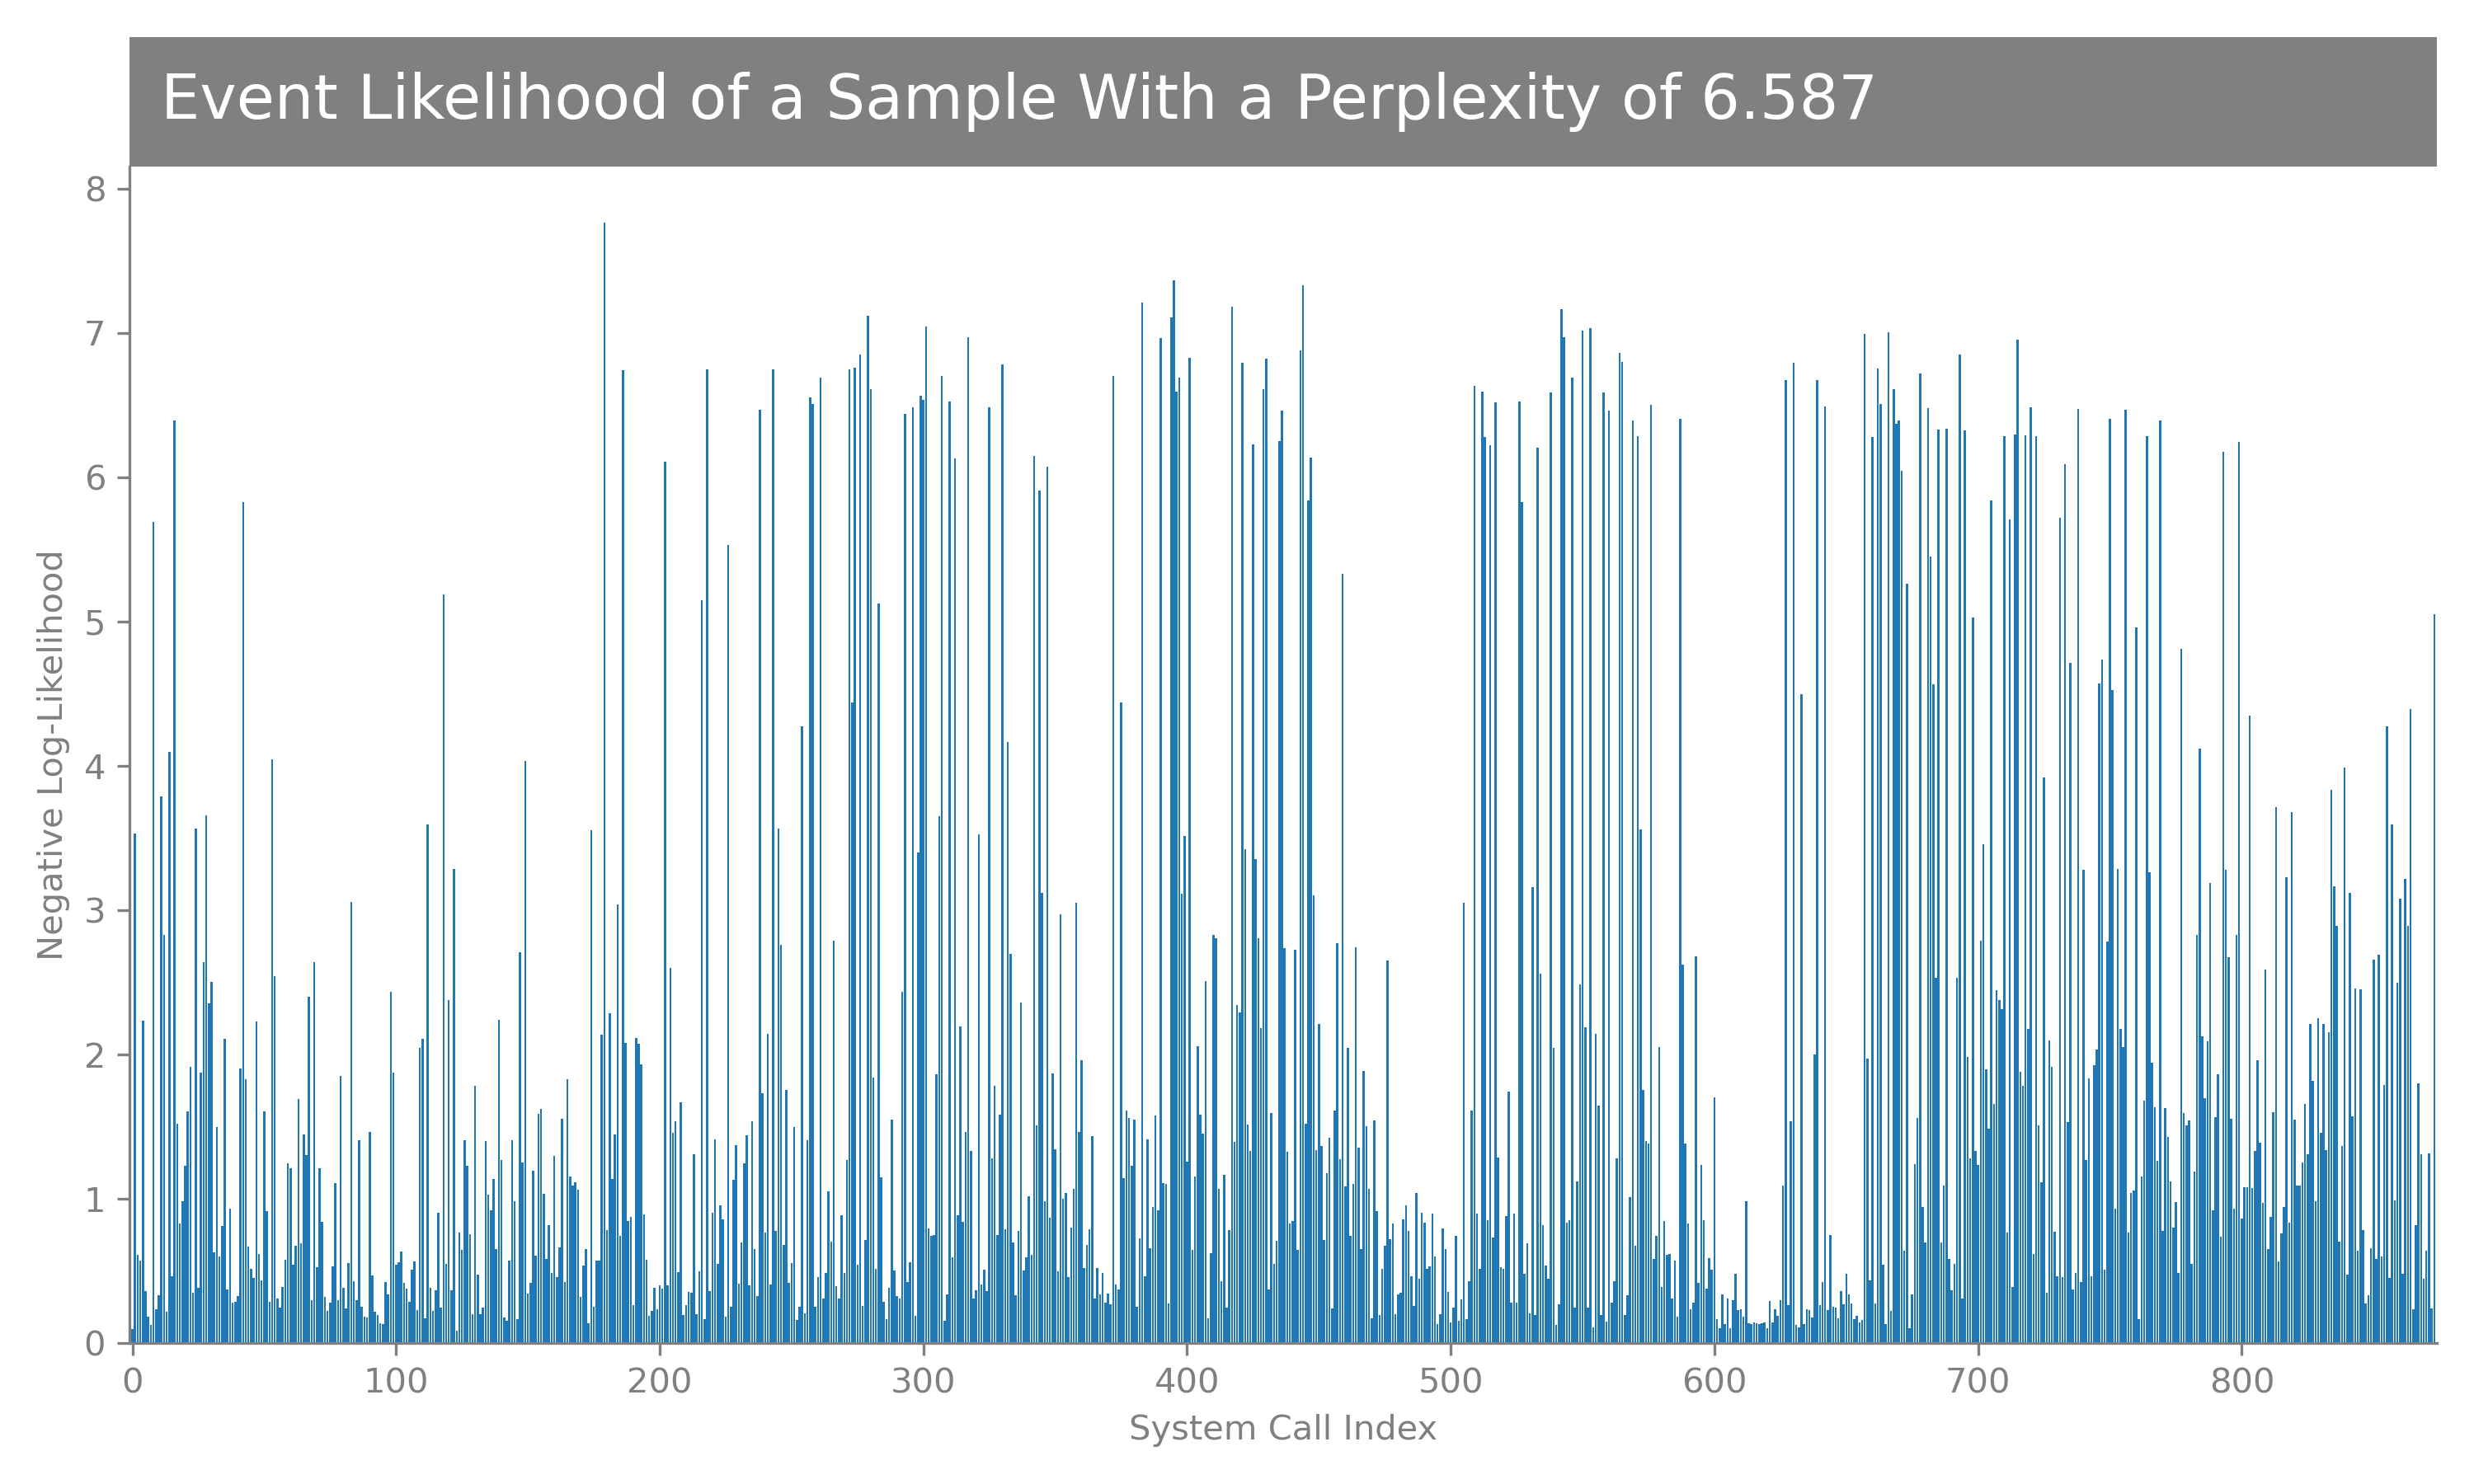 Event Likelihood of a Sample With a Perplexity of 6.587
8
7
6
5
4
3
2
1
0
Negative Log-Likelihood
0 100 200 300 400 500 600 700 800
System Call Index